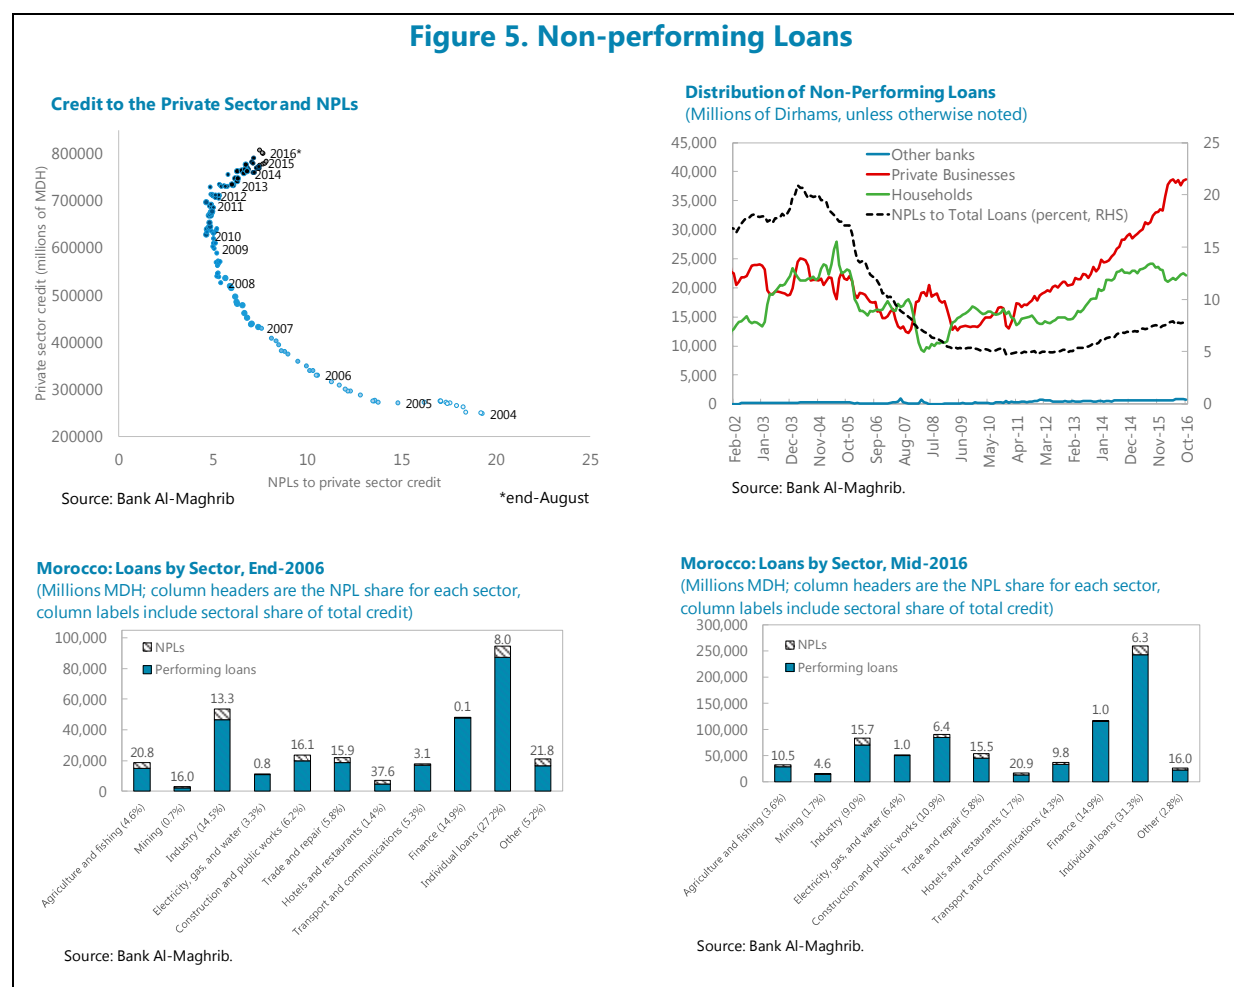 Figure 5. Non-performing Loans
Credit to the Private Sector and NPLs
Private sector credit (millions of MDH)
800000
700000
600000
500000
400000
300000
200000
2016*
2015
2014
2013
2012
2011
2010
2009
2008
2007
2006
2005
2004
0
5
10
15
20
25
NPLs to private sector credit
Source: Bank Al-Maghrib
*end-August
Distribution of Non-Performing Loans
(Millions of Dirhams, unless otherwise noted)
45,000
40,000
35,000
30,000
25,000
20,000
15,000
10,000
5,000
0
Other banks
Private Businesses
Households
NPLs to Total Loans (percent, RHS)
25
20
15
10
5
0
Feb-02
Jan-03
Dec-03
Nov-04
Oct-05
Sep-06
Aug-07
Jul-08
Jun-09
May-10
Apr-11
Mar-12
Feb-13
Jan-14
Dec-14
Nov-15
Oct-16
Source: Bank Al-Maghrib.
Morocco: Loans by Sector, End-2006
(Millions MDH; column headers are the NPL share for each sector,
column labels include sectoral share of total credit)
100,000
80,000
60,000
40,000
20,000
0
NPLs
Performing loans
20.8
16.0
13.3
0.8
16.1
15.9
37.6
3.1
0.1
8.0
21.8
Agriculture and fishing (4.6%)
Mining (0.7%)
Industry (14.5%)
Electricity, gas, and water (3.3%)
Construction and public works (6.2%)
Trade and repair (5.8%)
Hotels and restaurants (1.4%)
Transport and communications (5.3%)
Finance (14.9%)
Individual loans (27.2%)
Other (5.2%)
Source: Bank Al-Maghrib.
Morocco: Loans by Sector, Mid-2016
(Millions MDH; column headers are the NPL share for each sector,
column labels include sectoral share of total credit)
300,000
250,000
200,000
150,000
100,000
50,000
0
NPLs
Performing loans
10.5
4.6
15.7
1.0
6.4
15.5
20.9
9.8
1.0
6.3
16.0
Agriculture and fishing (3.6%)
Mining (1.7%)
Industry (9.0%)
Electricity, gas, and water (6.4%)
Construction and public works (10.9%)
Trade and repair (5.8%)
Hotels and restaurants (1.7%)
Transport and communications (4.3%)
Finance (14.9%)
Individual loans (31.3%)
Other (2.8%)
Source: Bank Al-Maghrib.